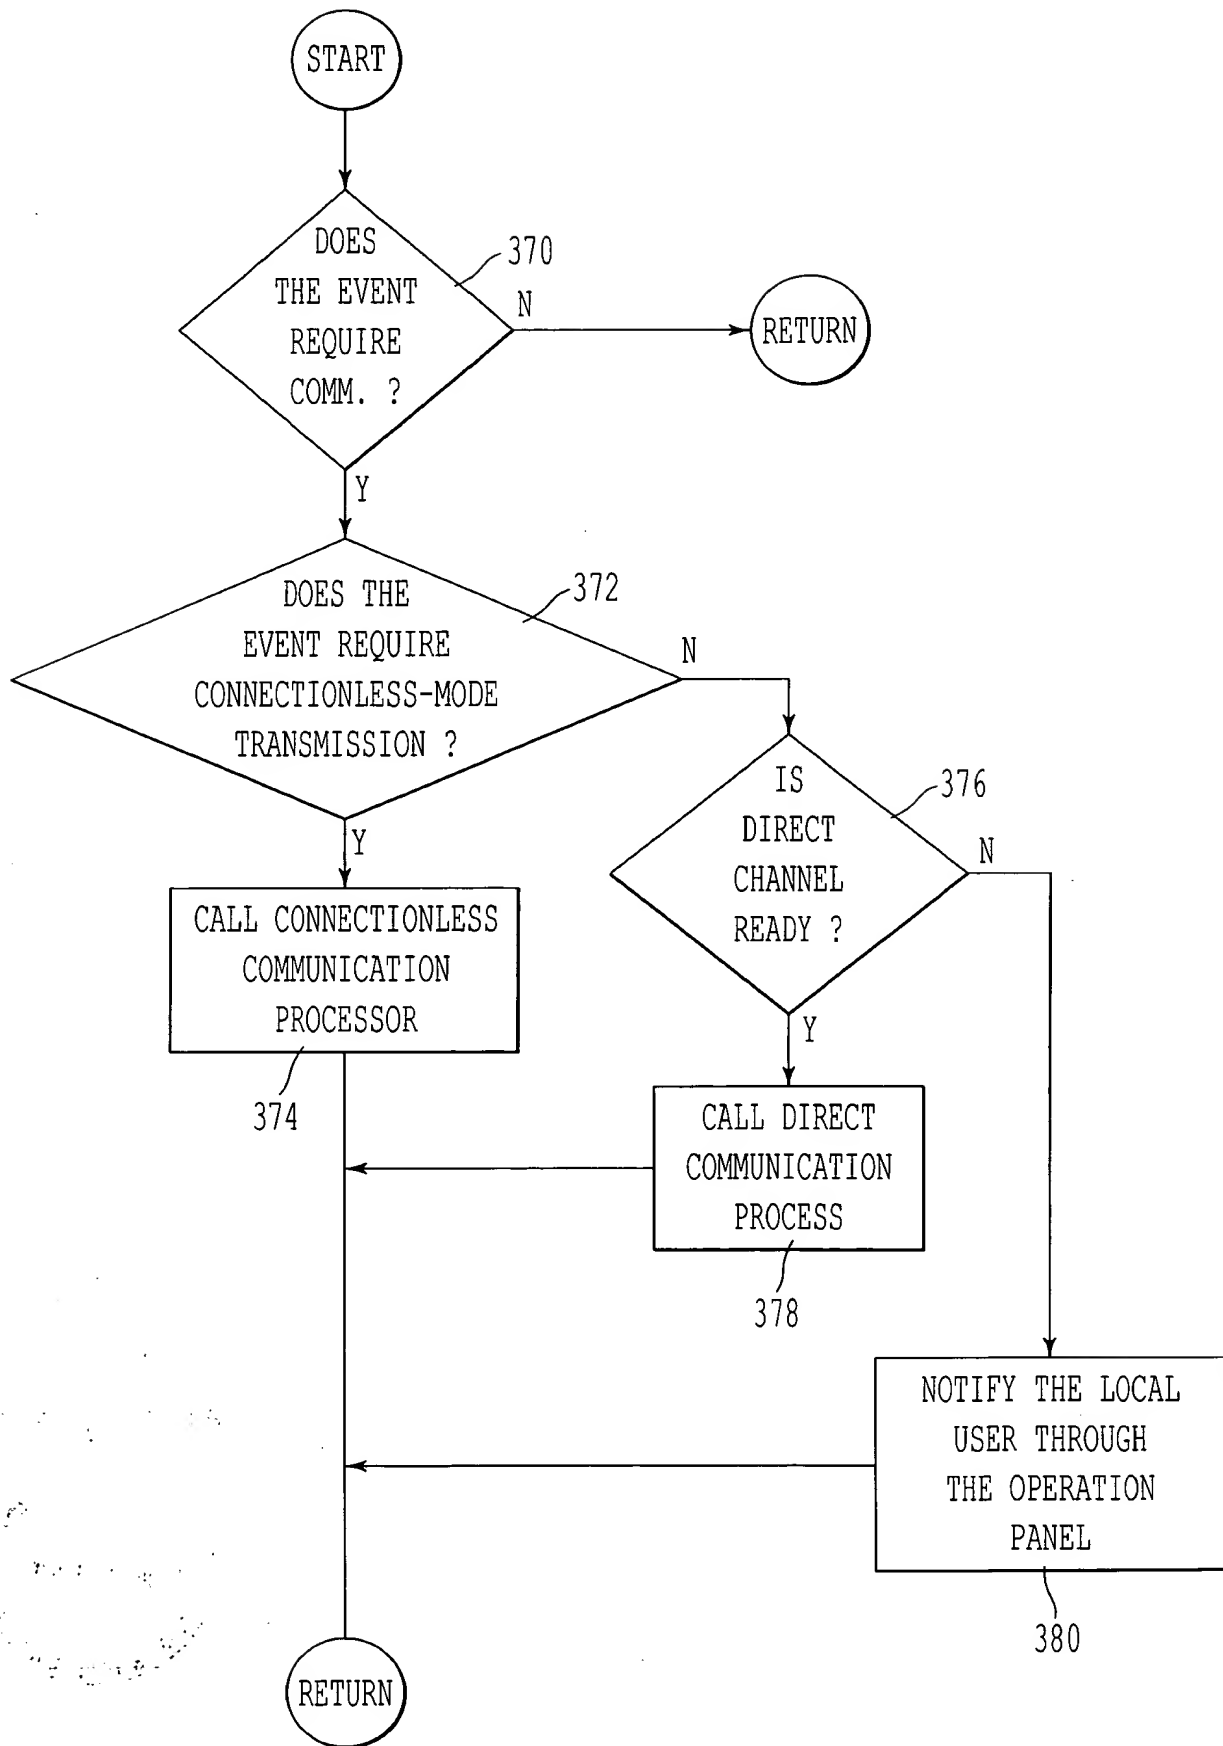 START
DOES
THE EVENT
REQUIRE
COMM. ?
370
N
RETURN
Y
DOES THE
EVENT REQUIRE
CONNECTIONLESS-MODE
TRANSMISSION ?
372
N
Y
IS
DIRECT
CHANNEL
READY ?
376
N
Y
CALL CONNECTIONLESS
COMMUNICATION
PROCESSOR
374
CALL DIRECT
COMMUNICATION
PROCESS
378
NOTIFY THE LOCAL
USER THROUGH
THE OPERATION
PANEL
380
RETURN